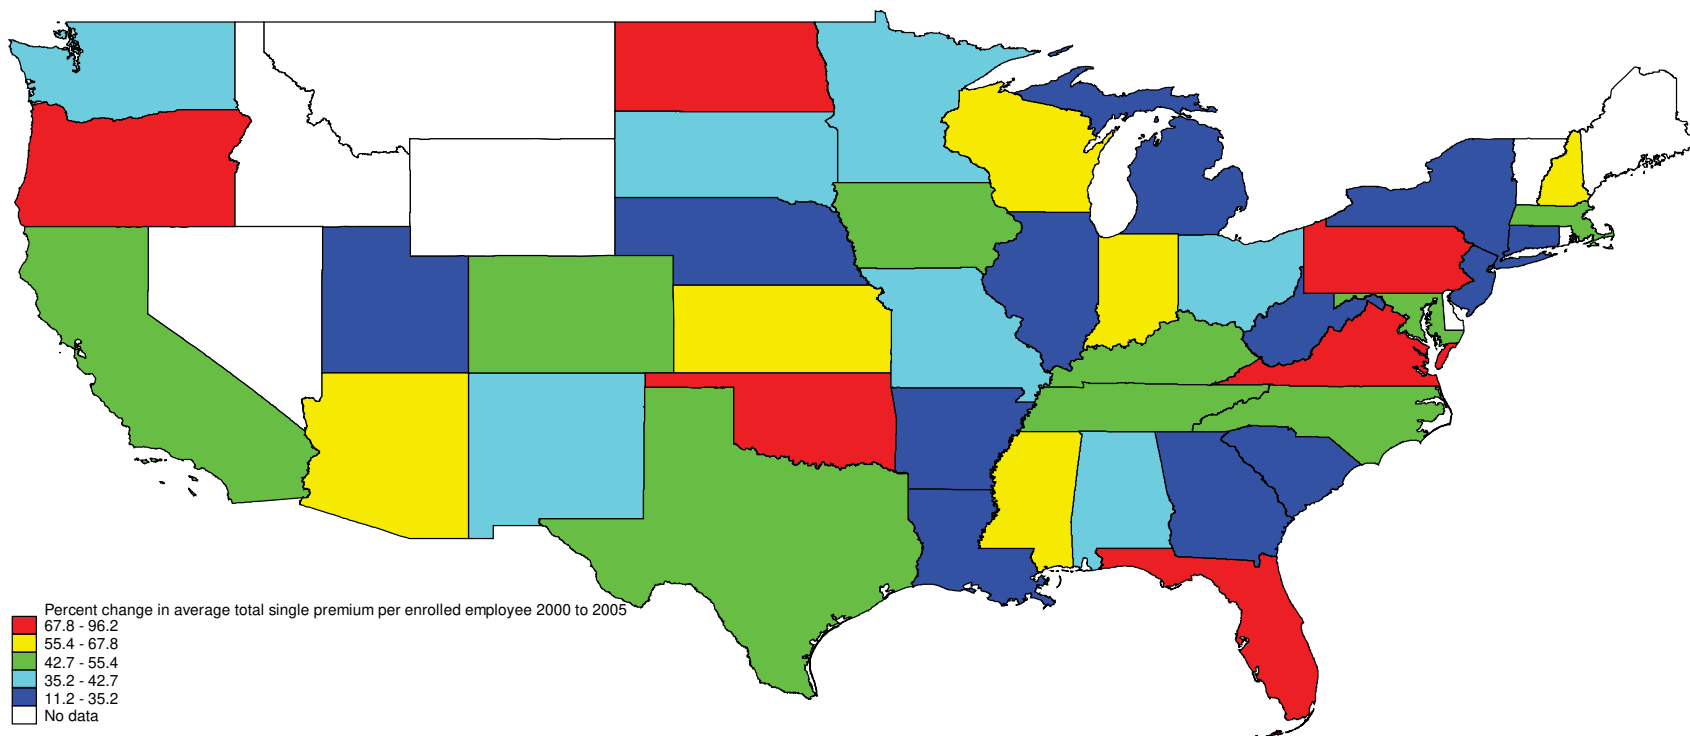 Percent change in average total single premium per enrolled employee 2000 to 2005
67.8 - 96.2
55.4 - 67.8
42.7 - 55.4
35.2 - 42.7
11.2 - 35.2
No data